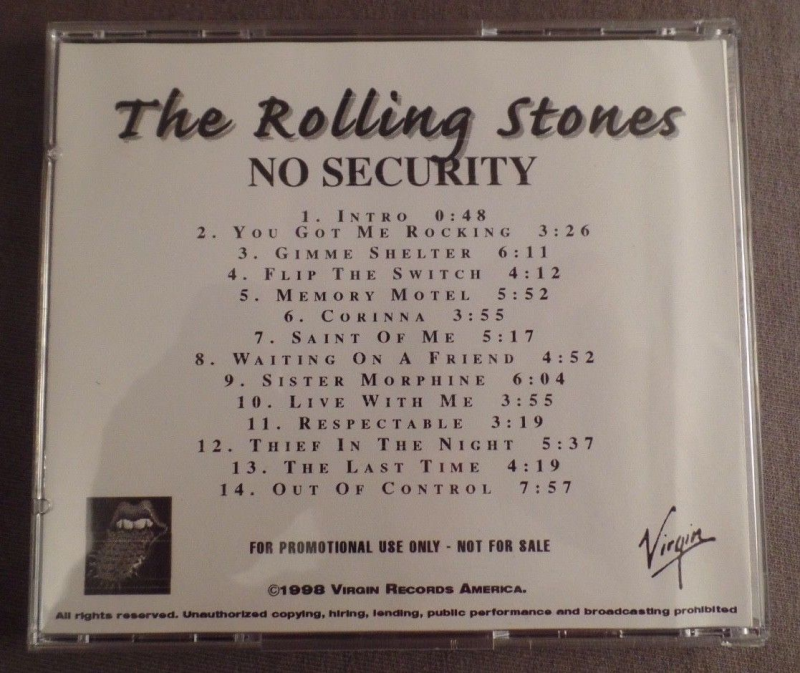 The Rolling Stones
NO SECURITY
1. Intro 0:48
2. You Got Me Rocking 3:26
3. Gimme Shelter 6:11
4. Flip The Switch 4:12
5. Memory Motel 5:52
6. Corinna 3:55
7. Saint Of Me 5:17
8. Waiting On A Friend 4:52
9. Sister Morphine 6:04
10. Live With Me 3:55
11. Respectable 3:19
12. Thief In The Night 5:37
13. The Last Time 4:19
14. Out Of Control 7:57
FOR PROMOTIONAL USE ONLY - NOT FOR SALE
Virgin
©1998 Virgin Records America.
All rights reserved. Unauthorized copying, hiring, lending, public performance and broadcasting prohibited